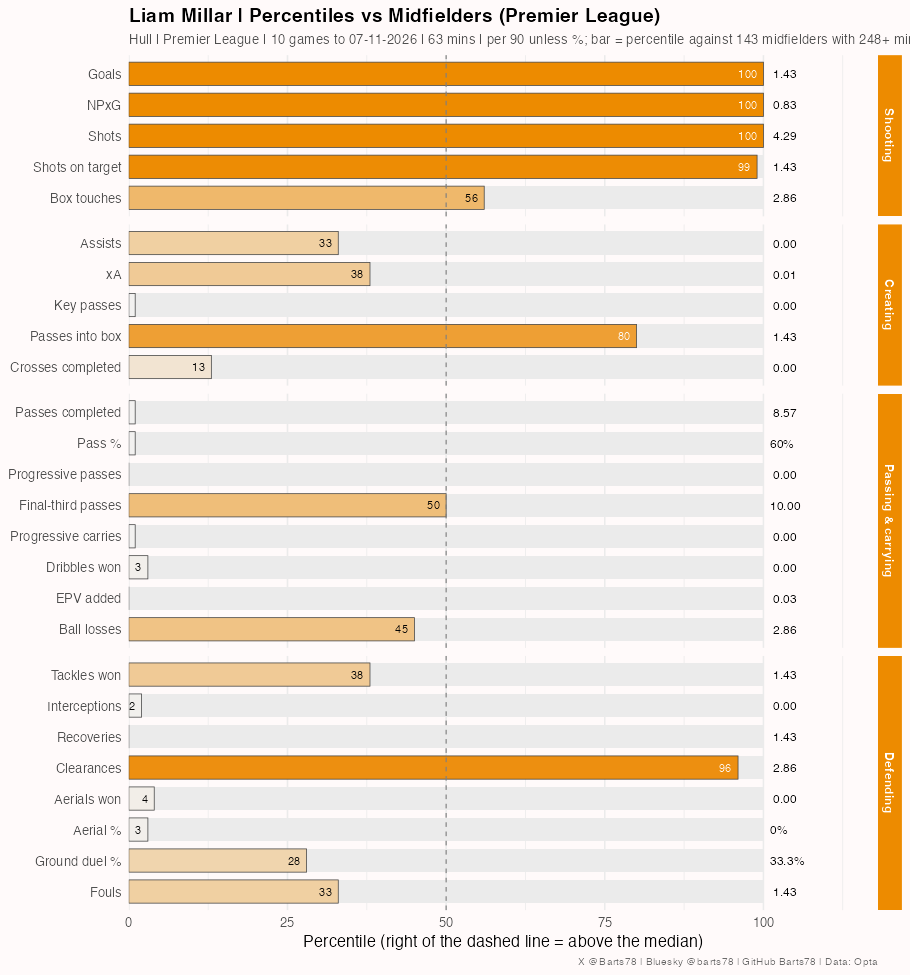 Liam Millar | Percentiles vs Midfielders (Premier League)
Hull | Premier League | 10 games to 07-11-2026 | 63 mins | per 90 unless %; bar = percentile against 143 midfielders with 248+ min
Goals 100 1.43
NPxG 100 0.83
Shots 100 4.29
Shots on target 99 1.43
Box touches 56 2.86
Shooting
Assists 33 0.00
xA 38 0.01
Key passes 0.00
Passes into box 80 1.43
Crosses completed 13 0.00
Creating
Passes completed 8.57
Pass % 60%
Progressive passes 0.00
Final-third passes 50 10.00
Progressive carries 0.00
Dribbles won 3 0.00
EPV added 0.03
Ball losses 45 2.86
Passing & carrying
Tackles won 38 1.43
Interceptions 2 0.00
Recoveries 1.43
Clearances 96 2.86
Aerials won 4 0.00
Aerial % 3 0%
Ground duel % 28 33.3%
Fouls 33 1.43
Defending
0 25 50 75 100
Percentile (right of the dashed line = above the median)
X @Barts78 | Bluesky @barts78 | GitHub Barts78 | Data: Opta